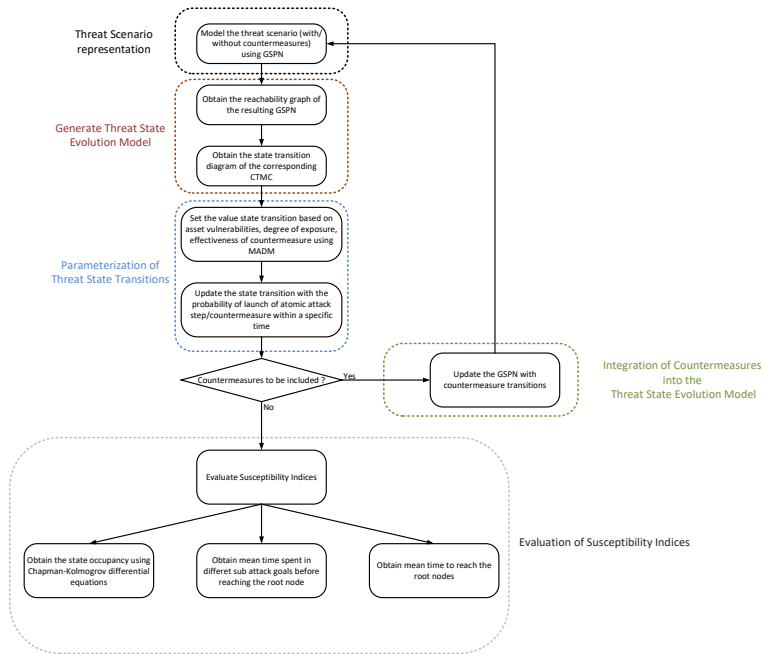 Threat Scenario
representation
Model the threat scenario (with/
without countermeasures)
using GSPN
Generate Threat State
Evolution Model
Obtain the reachability graph of
the resulting GSPN
Obtain the state transition
diagram of the corresponding
CTMC
Parameterization of
Threat State Transitions
Set the value state transition based on
asset vulnerabilities, degree of exposure,
effectiveness of countermeasure using
MADM
Update the state transition with the
probability of launch of atomic attack
step/countermeasure within a specific
time
Countermeasures to be included ?
Yes
No
Update the GSPN with
countermeasure transitions
Integration of Countermeasures
into the
Threat State Evolution Model
Evaluate Susceptibility Indices
Evaluation of Susceptibility Indices
Obtain the state occupancy using
Chapman-Kolmogrov differential
equations
Obtain mean time spent in
differet sub attack goals before
reaching the root node
Obtain mean time to reach the
root nodes